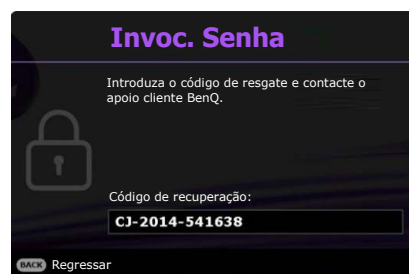 Invoc. Senha
Introduza o código de resgate e contacte o
apoio cliente BenQ.
Código de recuperação:
CJ-2014-541638
BACK Regressar